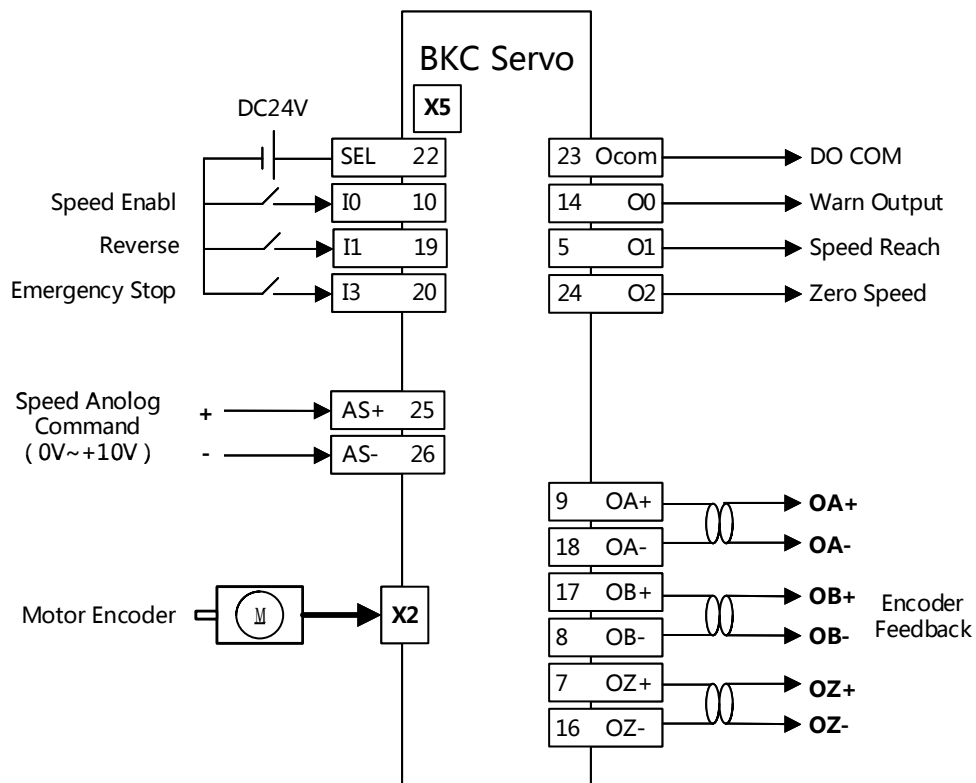 BKC Servo
X5
DC24V
SEL 22
Speed Enabl I0 10
Reverse I1 19
Emergency Stop I3 20
23 Ocom DO COM
14 O0 Warn Output
5 O1 Speed Reach
24 O2 Zero Speed
Speed Anolog
Command
( 0V~+10V )
+ AS+ 25
- AS- 26
Motor Encoder M X2
9 OA+ OA+
18 OA- OA-
17 OB+ OB+
8 OB- OB-
7 OZ+ OZ+
16 OZ- OZ-
Encoder
Feedback